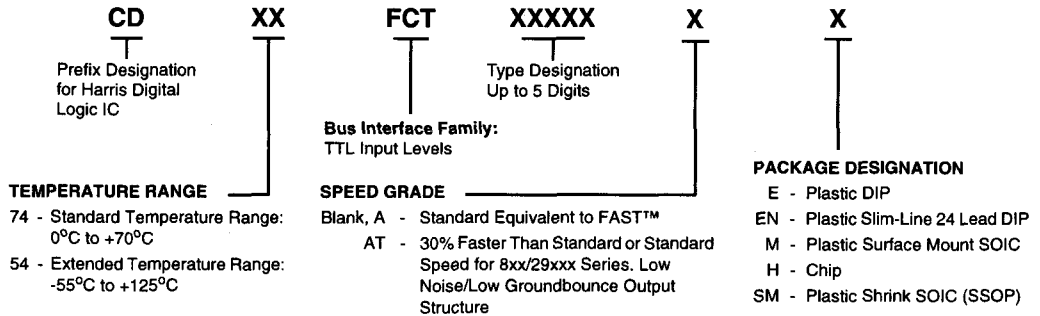 CD XX FCT XXXXX X X
Prefix Designation
for Harris Digital
Logic IC
Type Designation
Up to 5 Digits
Bus Interface Family:
TTL Input Levels
TEMPERATURE RANGE
74 - Standard Temperature Range:
0°C to +70°C
54 - Extended Temperature Range:
-55°C to +125°C
SPEED GRADE
Blank, A - Standard Equivalent to FAST™
AT - 30% Faster Than Standard or Standard
Speed for 8xx/29xxx Series. Low
Noise/Low Groundbounce Output
Structure
PACKAGE DESIGNATION
E - Plastic DIP
EN - Plastic Slim-Line 24 Lead DIP
M - Plastic Surface Mount SOIC
H - Chip
SM - Plastic Shrink SOIC (SSOP)